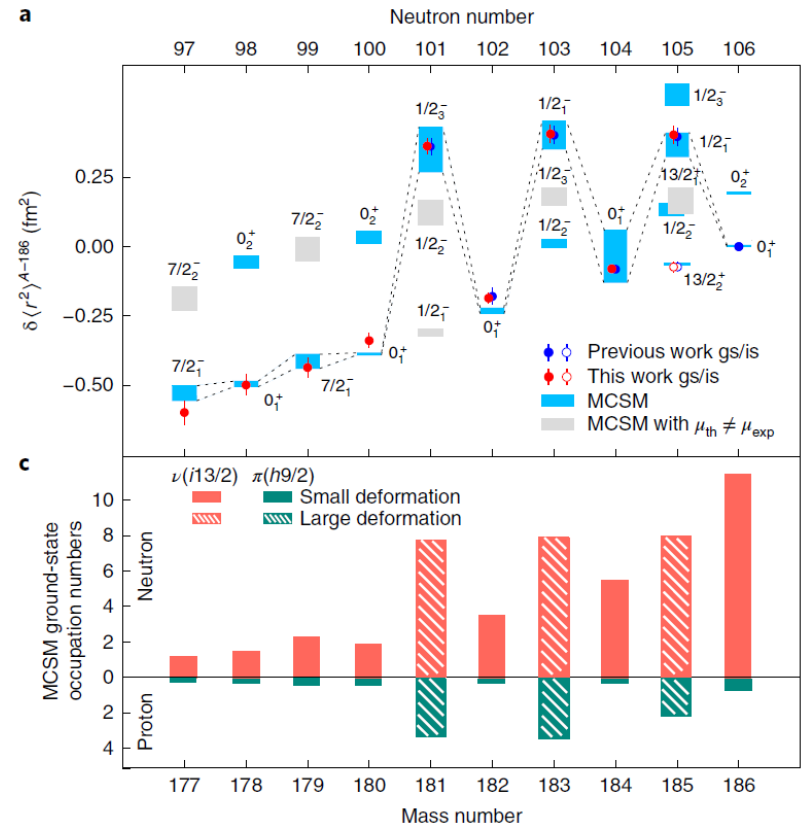 a
Neutron number
97 98 99 100 101 102 103 104 105 106
1/2₃⁻ 1/2₁⁻ 1/2₃⁻
1/2₁⁻
13/2₁⁺ 0₂⁺
1/2₃⁻
0₂⁺ 7/2₂⁻ 0₂⁺ 0₁⁺
7/2₂⁻ 1/2₂⁻ 1/2₂⁻ 1/2₂⁻ 0₁⁺
13/2₂⁺
1/2₁⁻ 0₁⁺
7/2₁⁻ 0₁⁺ 7/2₁⁻ 0₁⁺
0.25
0.00
−0.25
−0.50
δ⟨r²⟩ᴬ⁻¹⁸⁶ (fm²)
Previous work gs/is
This work gs/is
MCSM
MCSM with μth ≠ μexp
c
ν(i13/2) π(h9/2)
Small deformation
Large deformation
10
8
6
4
2
0
2
4
MCSM ground-state
occupation numbers
Neutron
Proton
177 178 179 180 181 182 183 184 185 186
Mass number